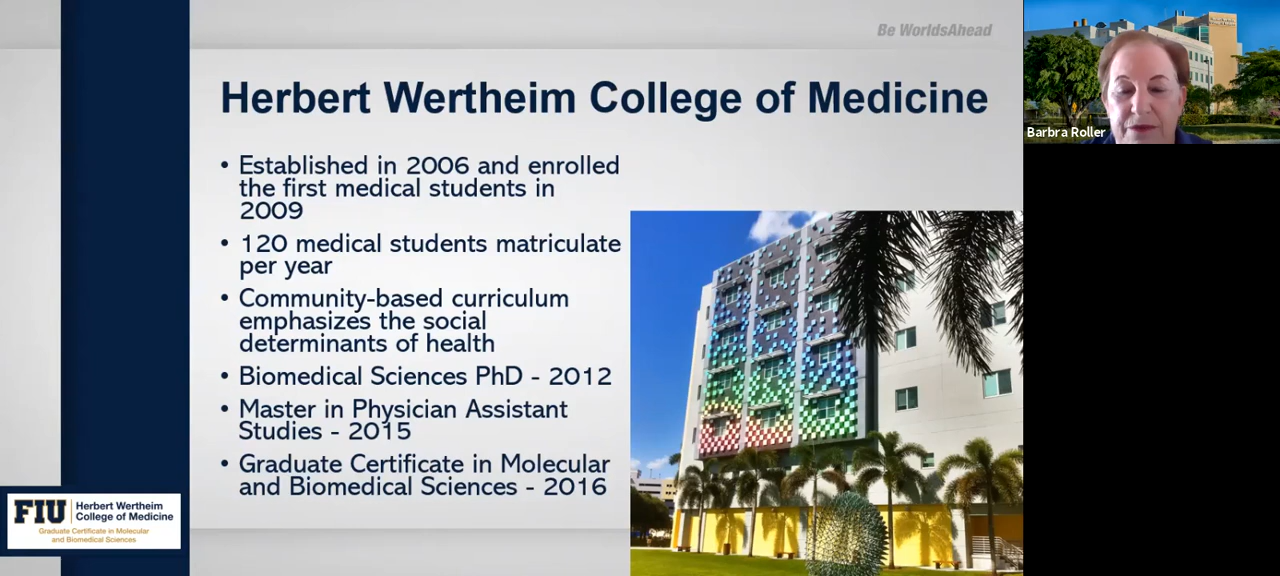 Be WorldsAhead
Herbert Wertheim College of Medicine
• Established in 2006 and enrolled
the first medical students in
2009
• 120 medical students matriculate
per year
• Community-based curriculum
emphasizes the social
determinants of health
• Biomedical Sciences PhD - 2012
• Master in Physician Assistant
Studies - 2015
• Graduate Certificate in Molecular
and Biomedical Sciences - 2016
FIU
Herbert Wertheim
College of Medicine
Graduate Certificate in Molecular
and Biomedical Sciences
Barbra Roller